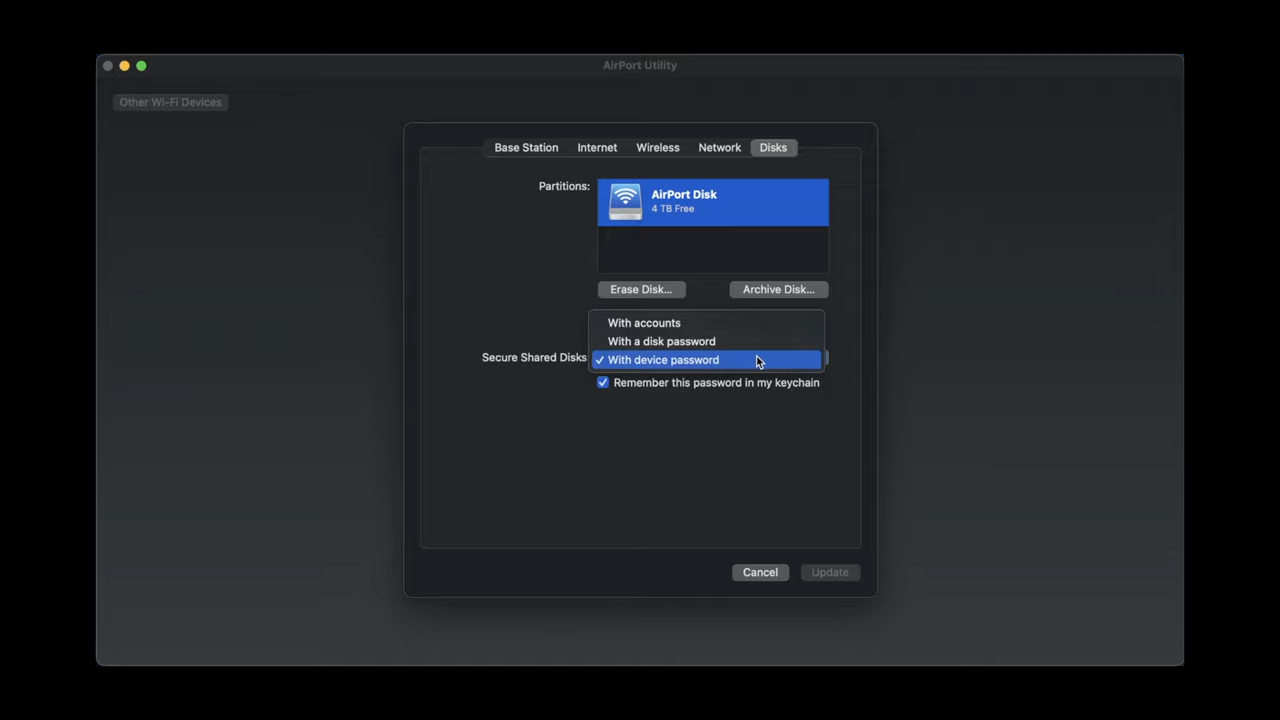 AirPort Utility
Other Wi-Fi Devices
Base Station Internet Wireless Network Disks
Partitions:
AirPort Disk
4 TB Free
Erase Disk... Archive Disk...
With accounts
With a disk password
Secure Shared Disks ✓ With device password
Remember this password in my keychain
Cancel Update